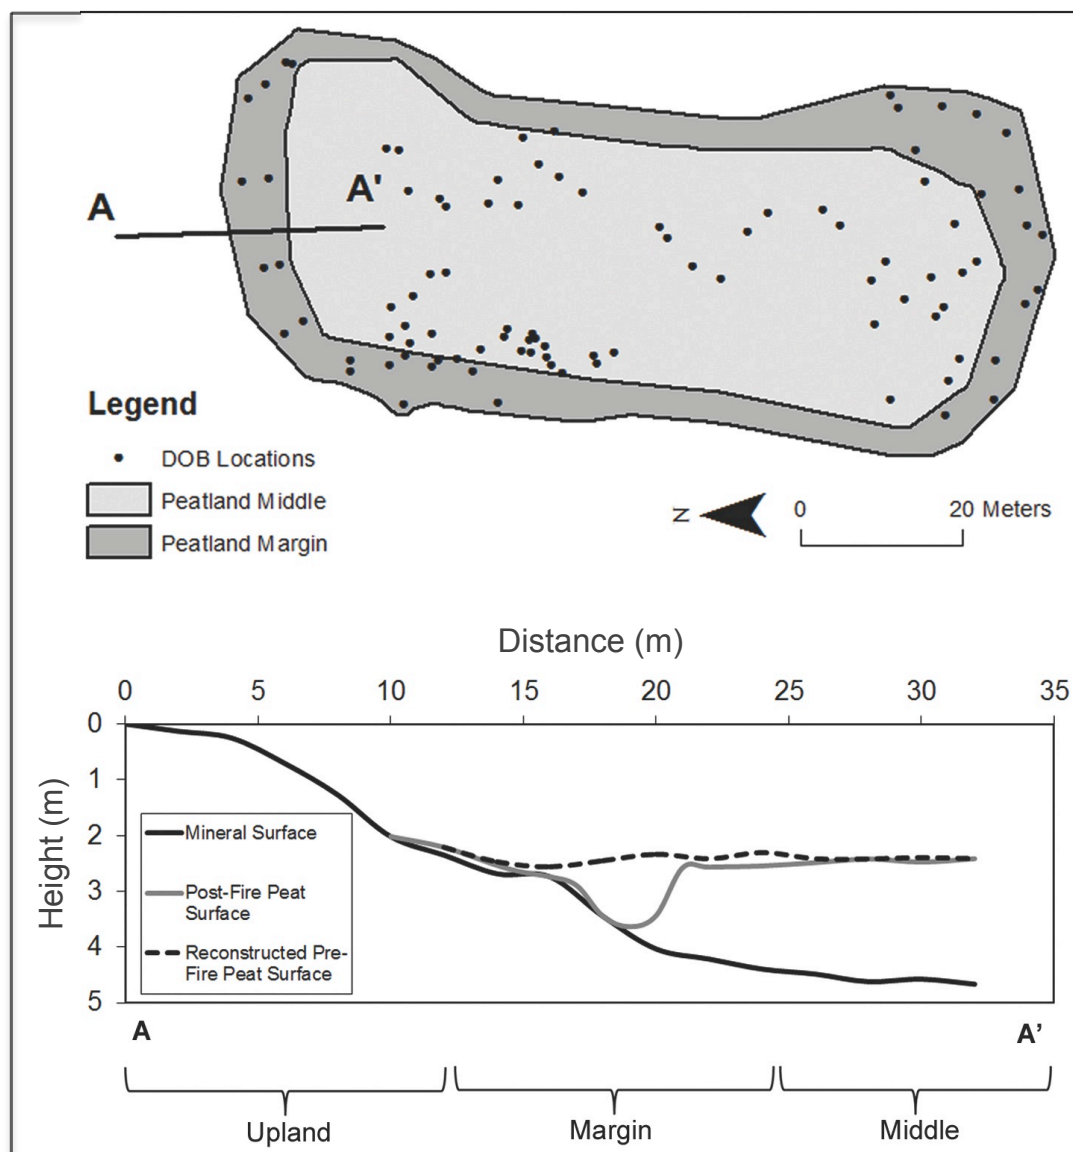 A
A'
Legend
DOB Locations
Peatland Middle
Peatland Margin
N
0 20 Meters
Distance (m)
0 5 10 15 20 25 30 35
Height (m)
0
1
2
3
4
5
Mineral Surface
Post-Fire Peat
Surface
Reconstructed Pre-
Fire Peat Surface
A A’
Upland Margin Middle